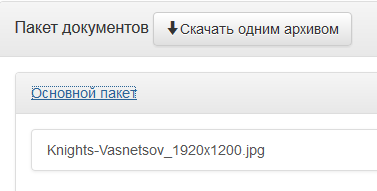 Пакет документов Скачать одним архивом
Основной пакет
Knights-Vasnetsov_1920x1200.jpg